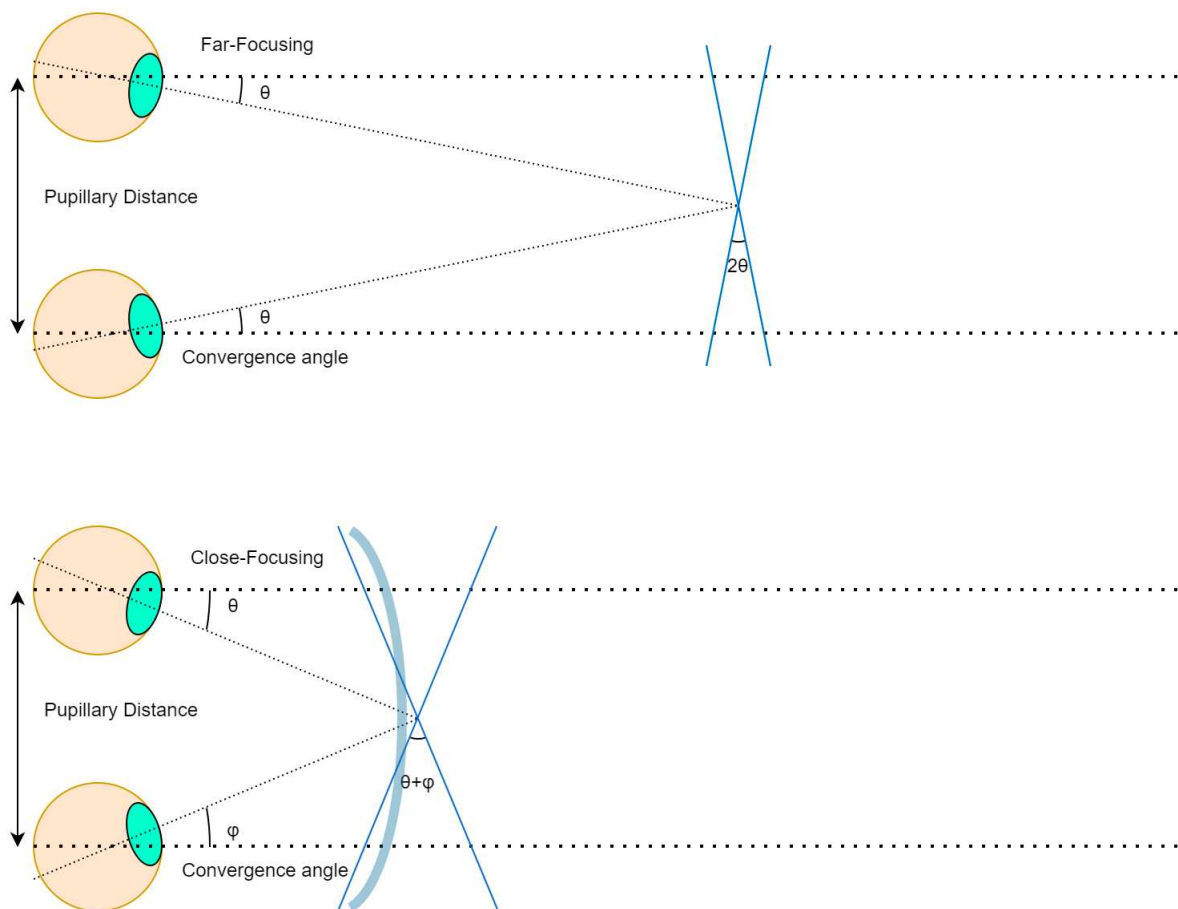 Far-Focusing
θ
Pupillary Distance
2θ
θ
Convergence angle
Close-Focusing
θ
Pupillary Distance
θ+φ
φ
Convergence angle